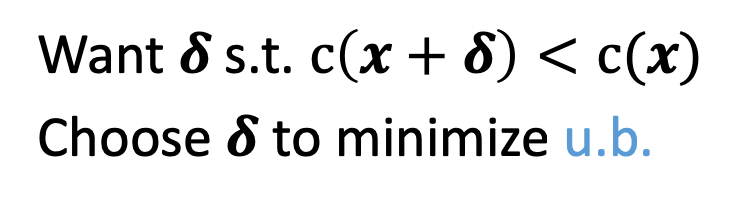 Want δ s.t. c(x + δ) < c(x)
Choose δ to minimize u.b.